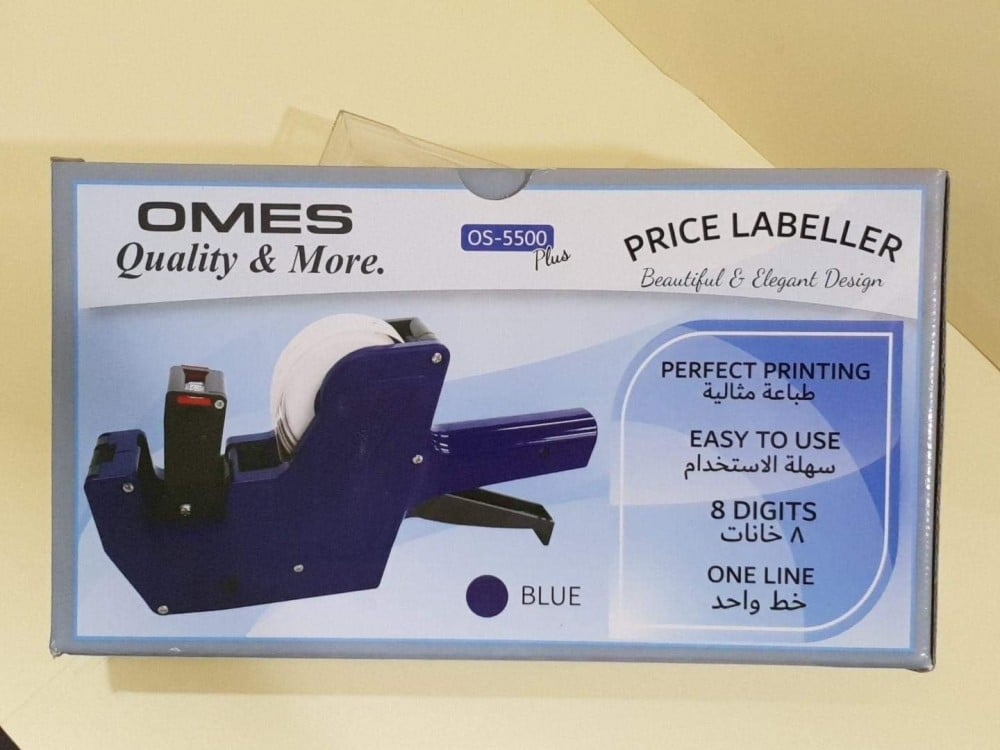 OMES
Quality & More.
OS-5500
Plus
PRICE LABELLER
Beautiful & Elegant Design
PERFECT PRINTING
طباعة مثالية
EASY TO USE
سهلة الاستخدام
8 DIGITS
٨ خانات
ONE LINE
خط واحد
BLUE